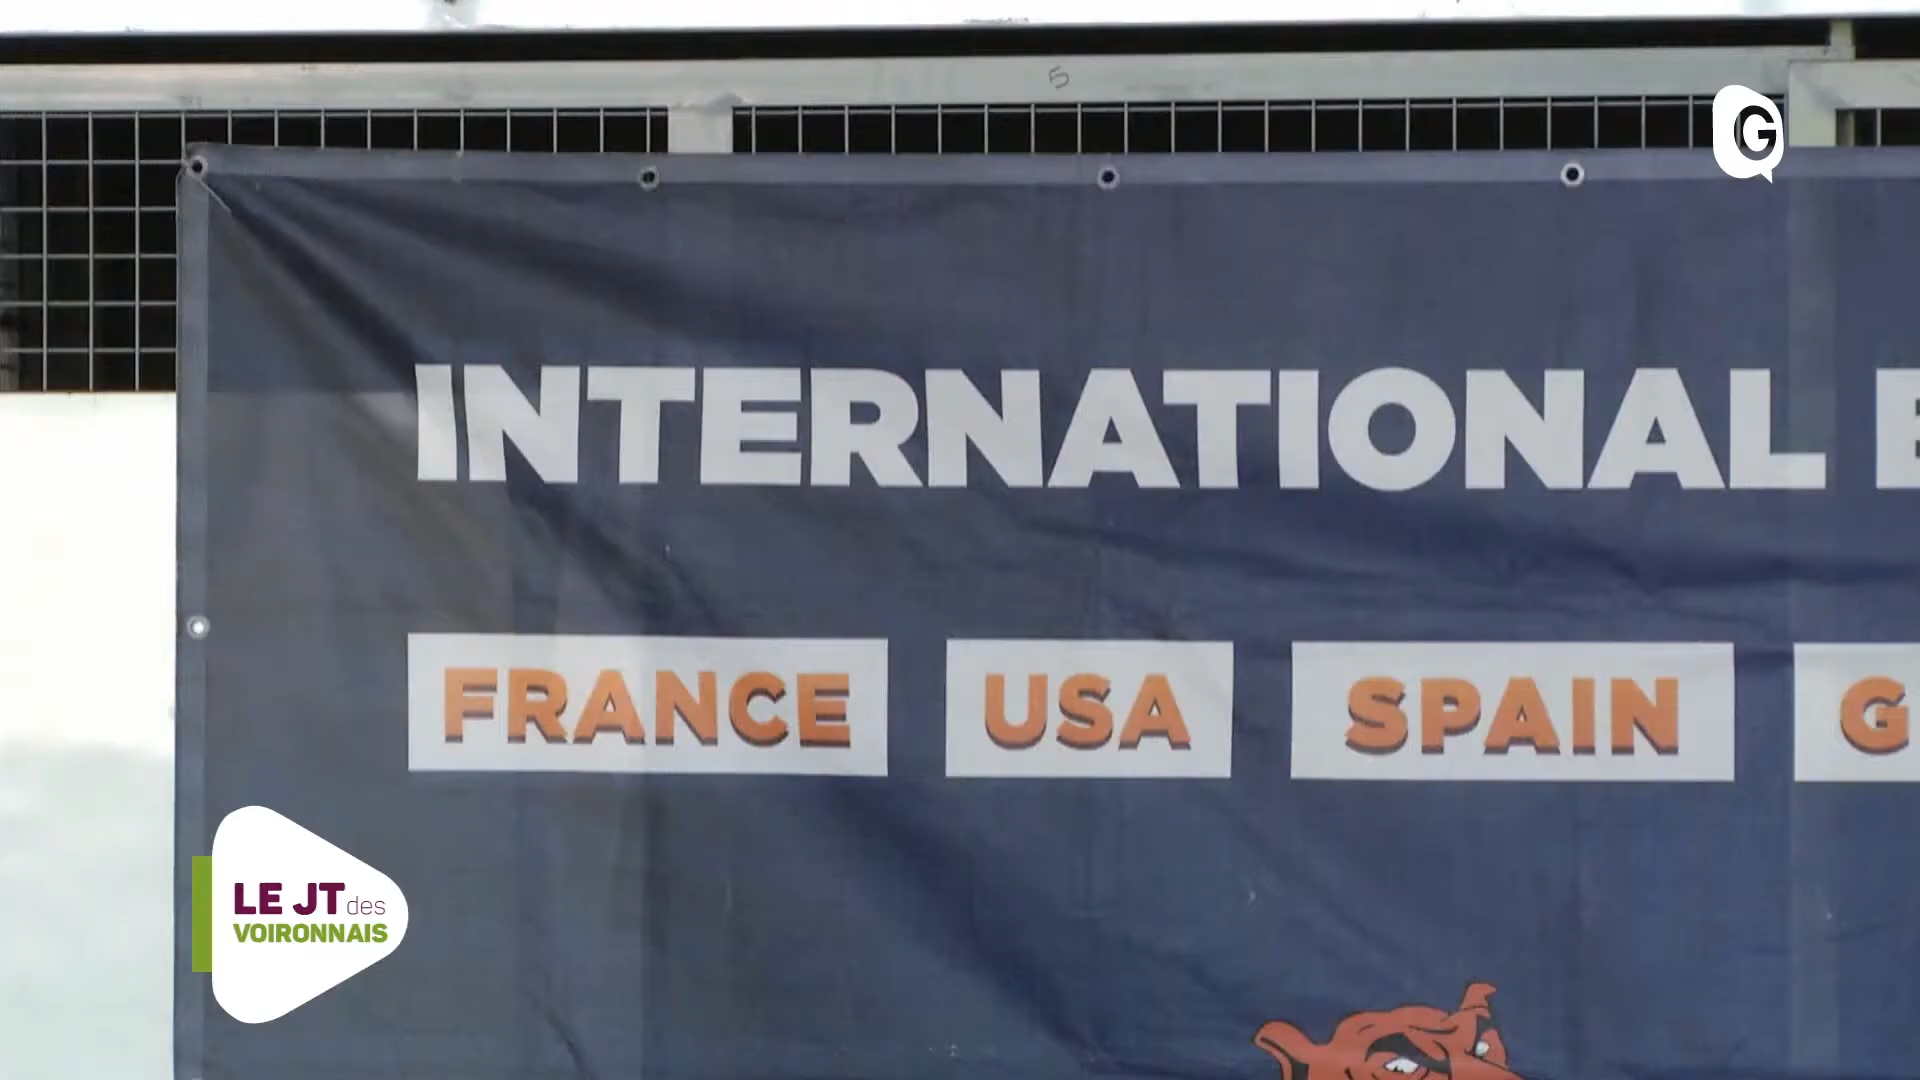 5
G
INTERNATIONAL
FRANCE USA SPAIN G
LE JT des
VOIRONNAIS